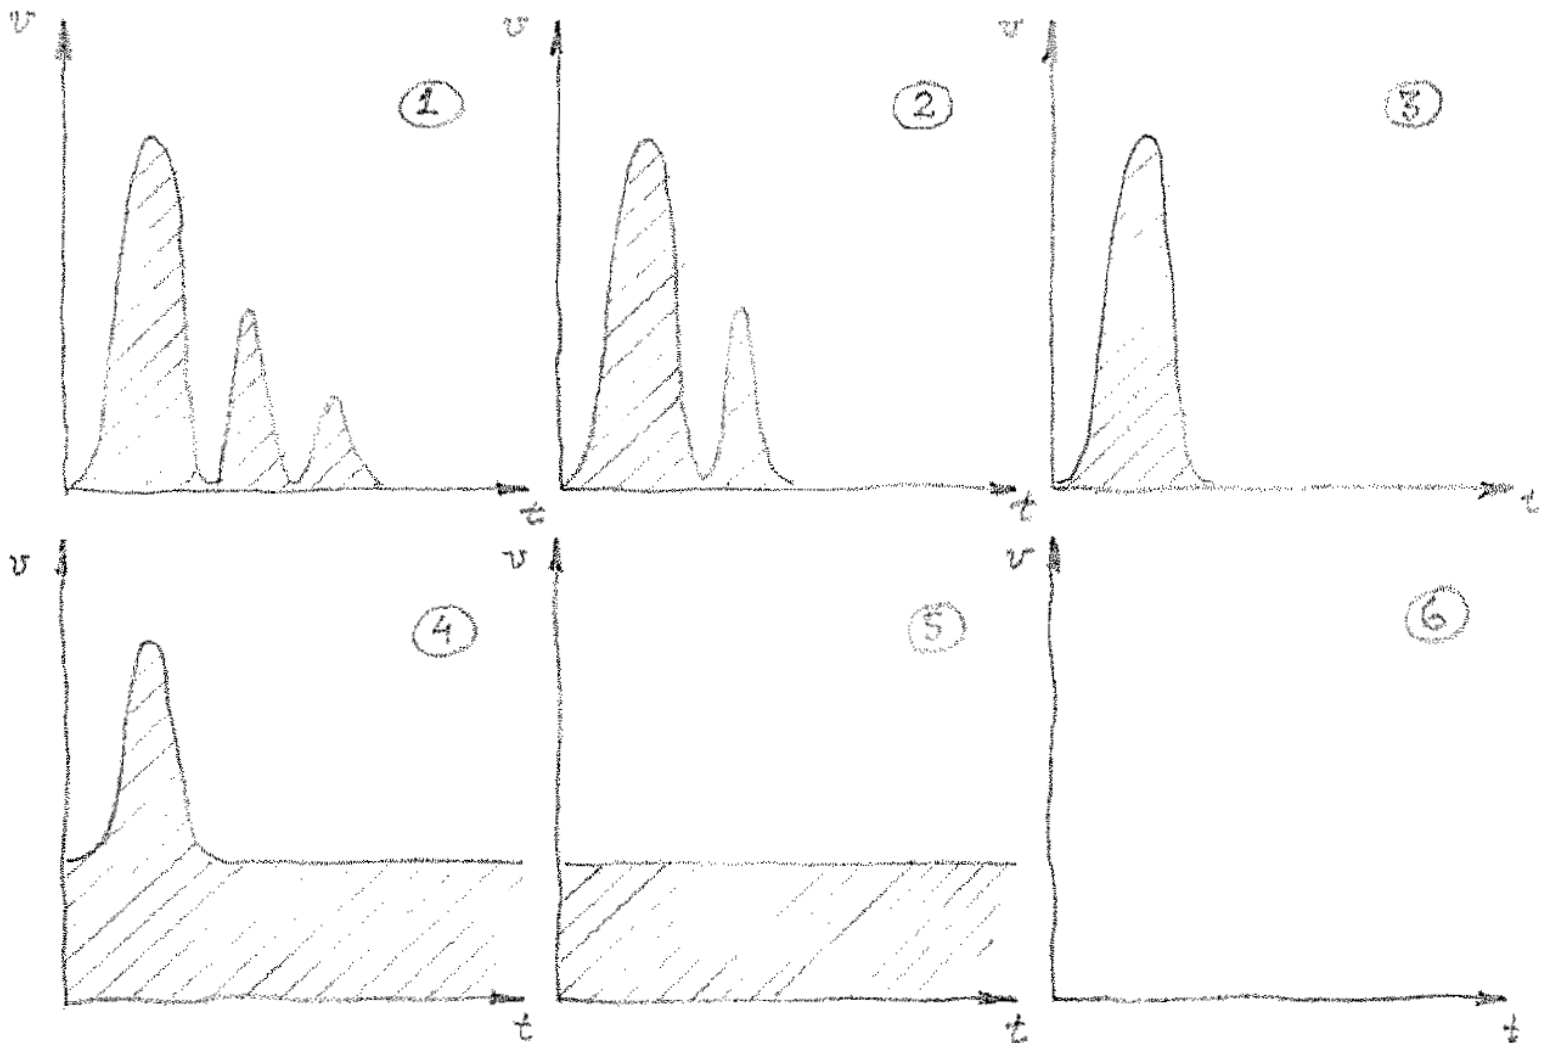 v ① v ② v ③
t t t
v ④ v ⑤ v ⑥
t t t